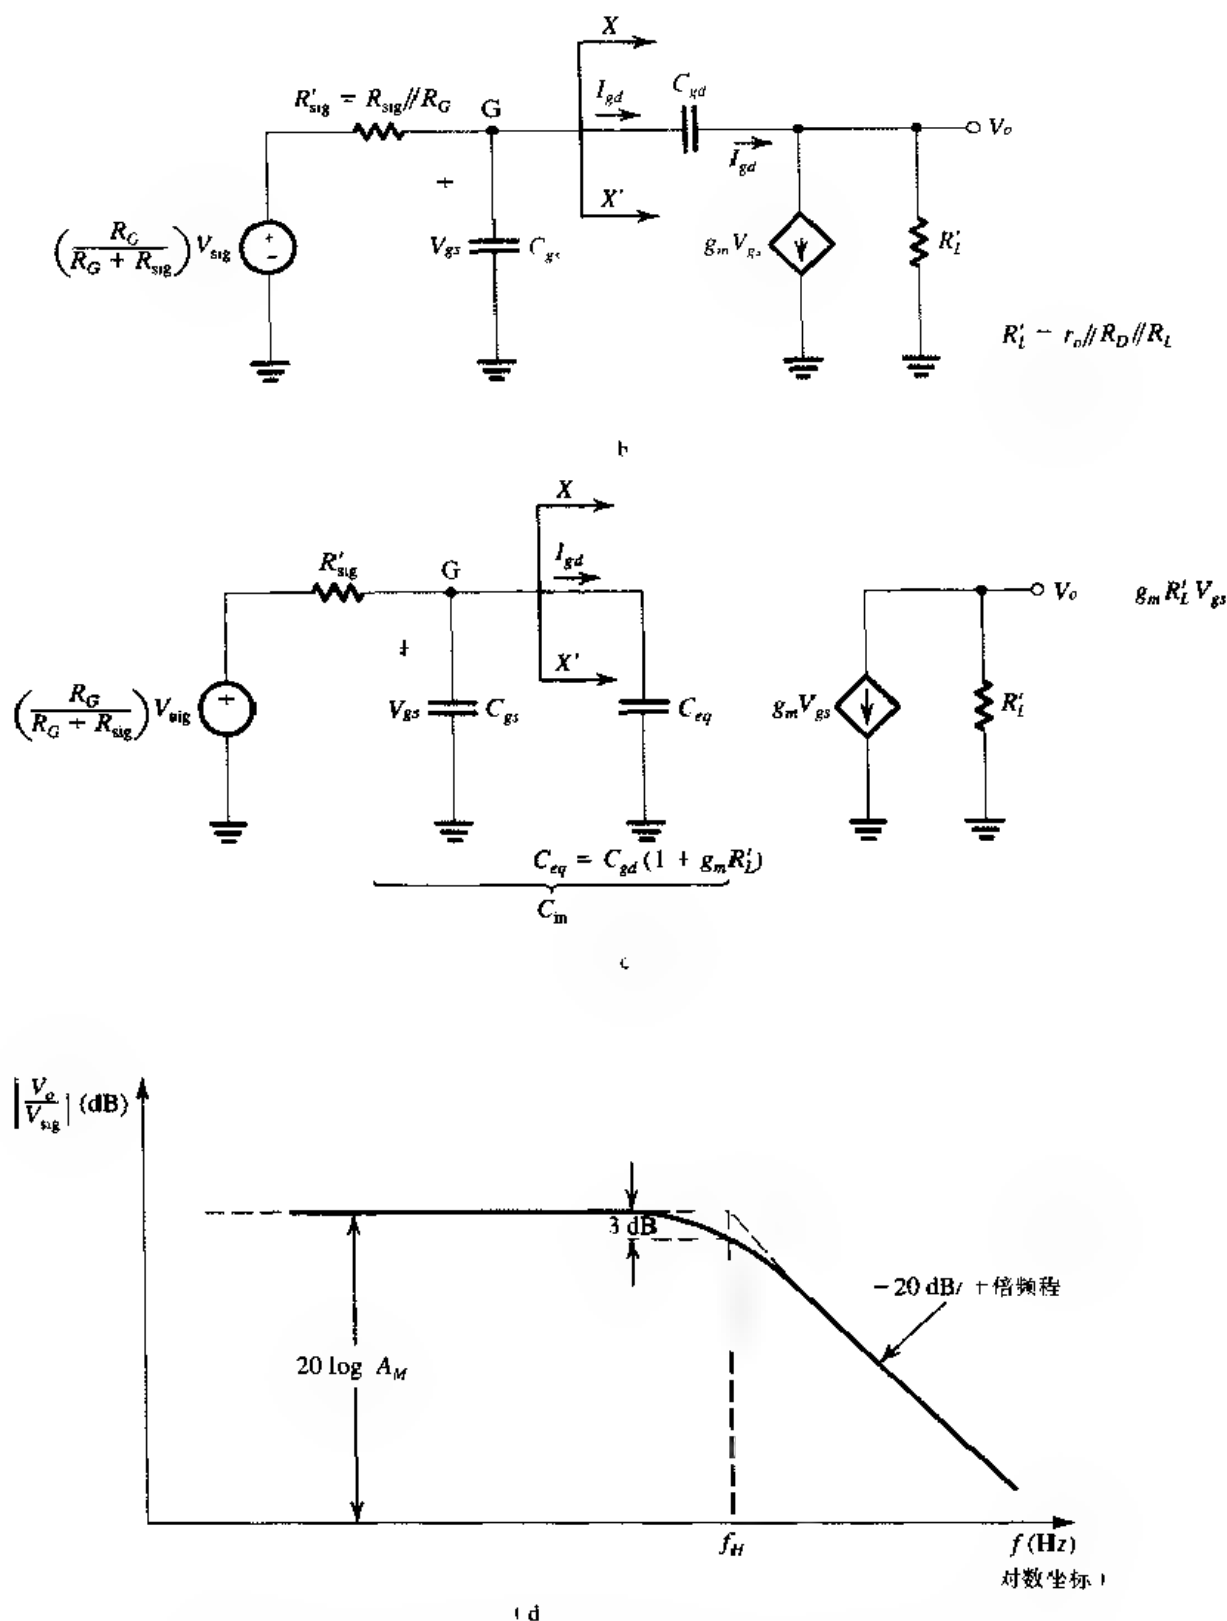 X
R'sig = Rsig//RG
G
Igd
Cgd
Vo
Igd
+
X'
(RG / (RG + Rsig)) Vsig
+
-
Vgs
Cgs
gmVgs
R'L
R'L - ro//RD//RL
b
X
R'sig
G
Igd
Vo
gmR'LVgs
X'
(RG / (RG + Rsig)) Vsig
+
Vgs
Cgs
Ceq
gmVgs
R'L
Ceq = Cgd(1 + gmR'L)
Cin
c
|Vo / Vsig| (dB)
3 dB
-20 dB/十倍频程
20 log AM
fH
f(Hz)
对数坐标)
(d